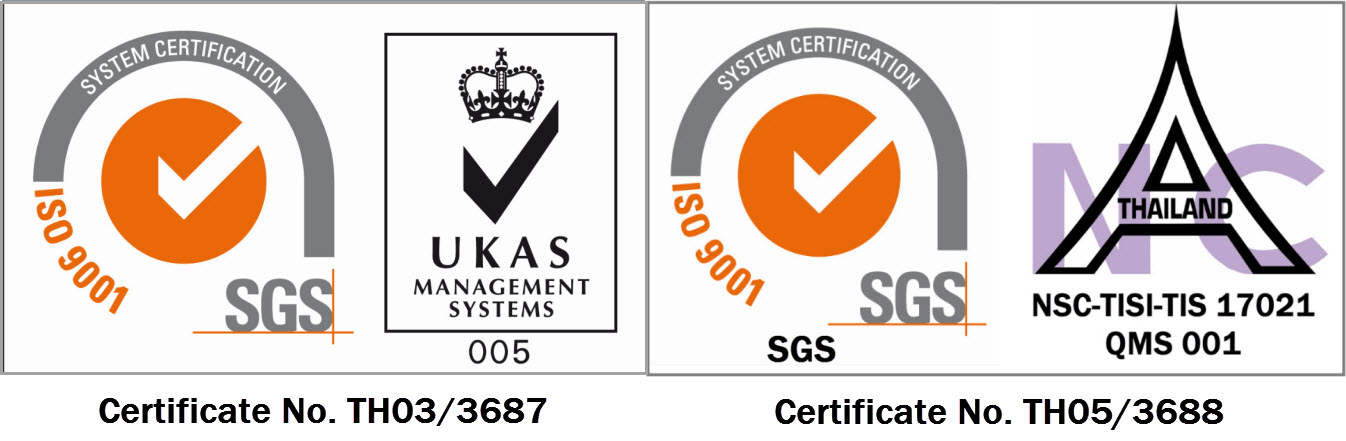 SYSTEM CERTIFICATION
ISO 9001
SGS
UKAS
MANAGEMENT
SYSTEMS
005
Certificate No. TH03/3687
SYSTEM CERTIFICATION
ISO 9001
SGS
SGS
NAC
THAILAND
NSC-TISI-TIS 17021
QMS 001
Certificate No. TH05/3688